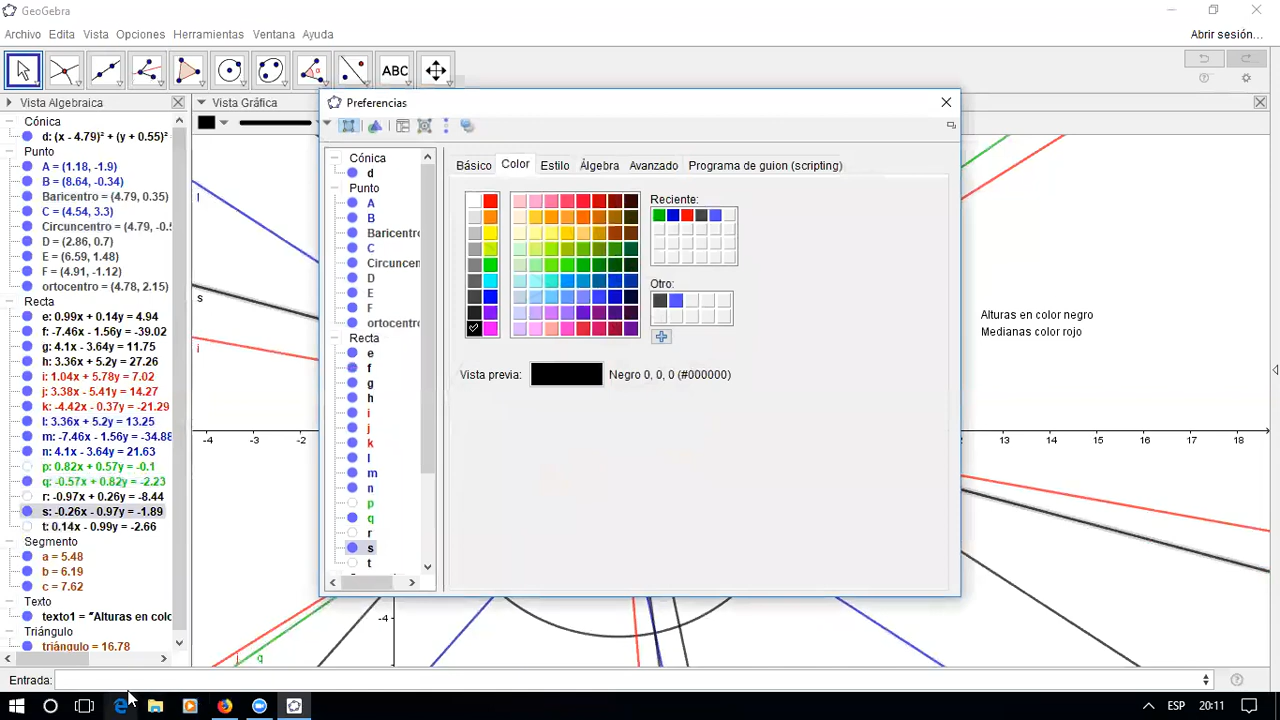 GeoGebra
Archivo Edita Vista Opciones Herramientas Ventana Ayuda
Abrir sesión...
ABC
Vista Algebraica
Vista Gráfica
Cónica
d: (x - 4.79)² + (y + 0.55)²
Punto
A = (1.18, -1.9)
B = (8.64, -0.34)
Baricentro = (4.79, 0.35)
C = (4.54, 3.3)
Circuncentro = (4.79, -0.5
D = (2.86, 0.7)
E = (6.59, 1.48)
F = (4.91, -1.12)
ortocentro = (4.78, 2.15)
Recta
e: 0.99x + 0.14y = 4.94
f: -7.46x - 1.56y = -39.02
g: 4.1x - 3.64y = 11.75
h: 3.36x + 5.2y = 27.26
i: 1.04x + 5.78y = 7.02
j: 3.38x - 5.41y = 14.27
k: -4.42x - 0.37y = -21.29
l: 3.36x + 5.2y = 13.25
m: -7.46x - 1.56y = -34.88
n: 4.1x - 3.64y = 21.63
p: 0.82x + 0.57y = -0.1
q: -0.57x + 0.82y = -2.23
r: -0.97x + 0.26y = -8.44
s: -0.26x - 0.97y = -1.89
t: 0.14x - 0.99y = -2.66
Segmento
a = 5.48
b = 6.19
c = 7.62
Texto
texto1 = "Alturas en colo
Triángulo
triángulo = 16.78
l
s
i
-4 -3 -2
j q
-4
Preferencias
Cónica
d
Punto
A
B
Baricentro
C
Circuncen
D
E
F
ortocentro
Recta
e
f
g
h
i
j
k
l
m
n
p
q
r
s
t
Básico Color Estilo Álgebra Avanzado Programa de guion (scripting)
Reciente:
Otro:
Vista previa: Negro 0, 0, 0 (#000000)
Alturas en color negro
Medianas color rojo
12 13 14 15 16 17 18
Entrada:
ESP 20:11